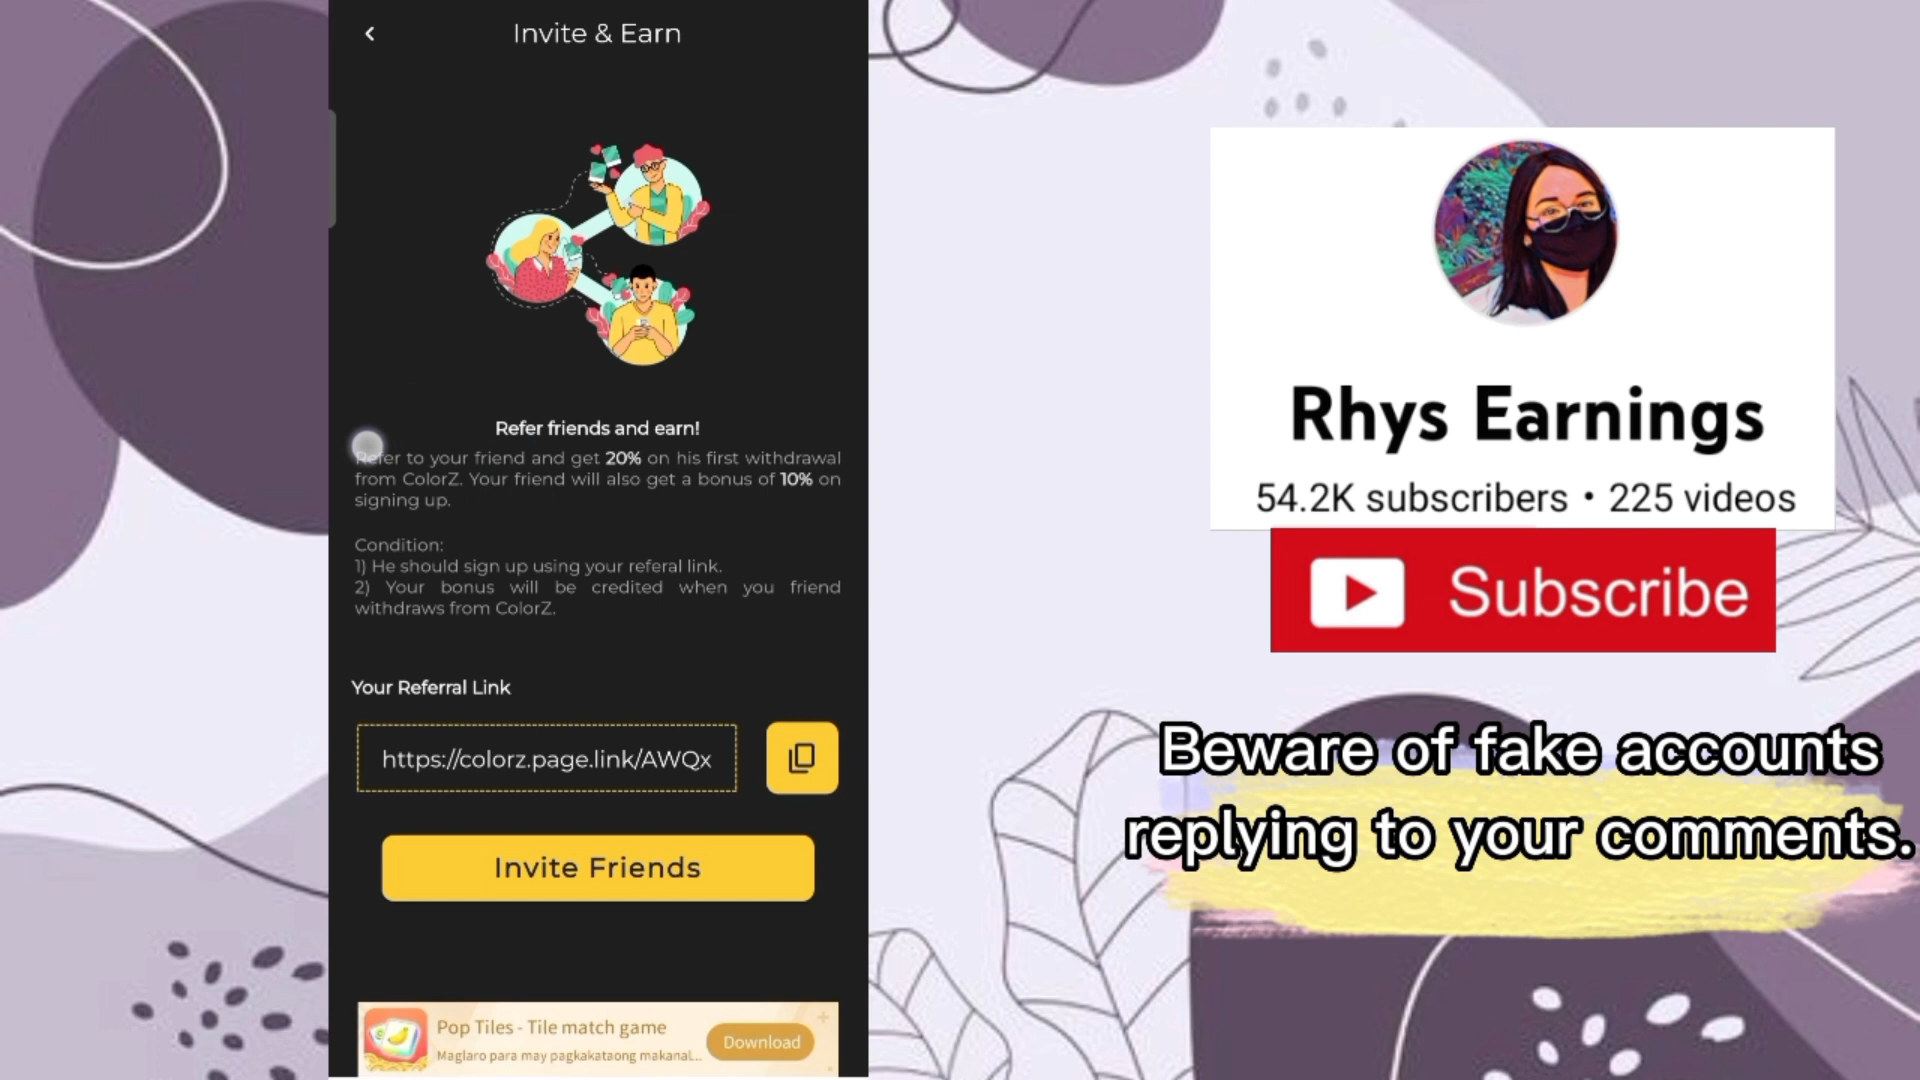 Invite & Earn
Refer friends and earn!
Refer to your friend and get 20% on his first withdrawal
from ColorZ. Your friend will also get a bonus of 10% on
signing up.
Condition:
1) He should sign up using your referal link.
2) Your bonus will be credited when you friend
withdraws from ColorZ.
Your Referral Link
https://colorz.page.link/AWQx
Invite Friends
Pop Tiles - Tile match game
Maglaro para may pagkakataong makanal...
Download
Rhys Earnings
54.2K subscribers • 225 videos
Subscribe
Beware of fake accounts
replying to your comments.